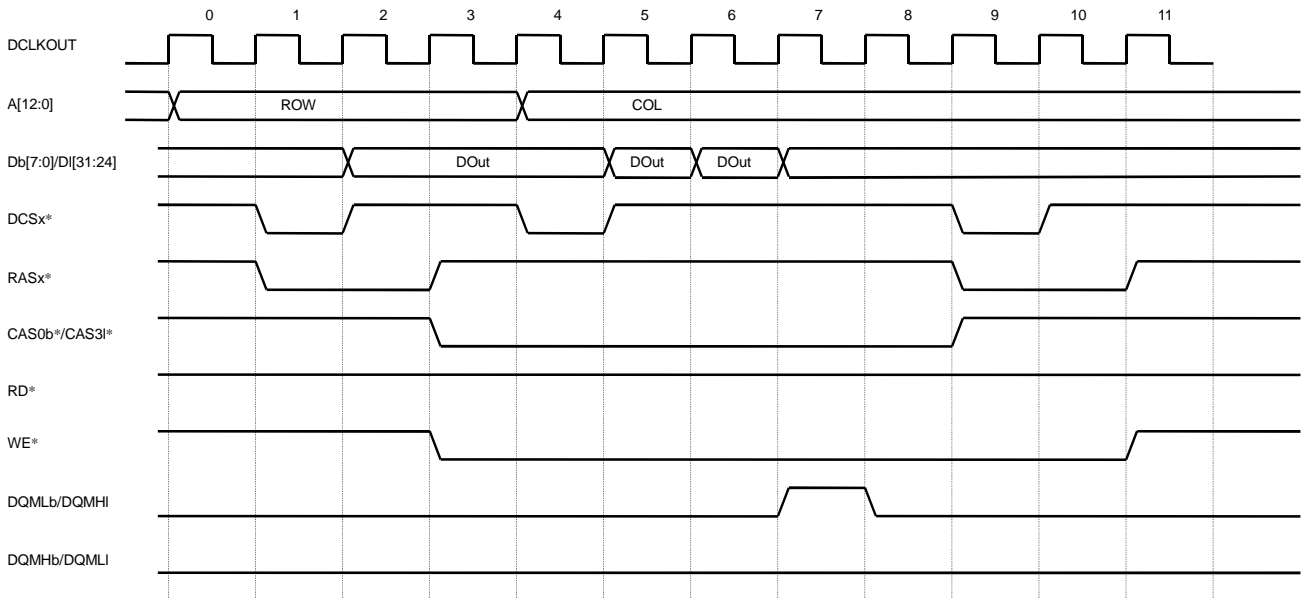 0 1 2 3 4 5 6 7 8 9 10 11
DCLKOUT
A[12:0] ROW COL
Db[7:0]/Dl[31:24] DOut DOut DOut
DCSx*
RASx*
CAS0b*/CAS3l*
RD*
WE*
DQMLb/DQMHl
DQMHb/DQMLl